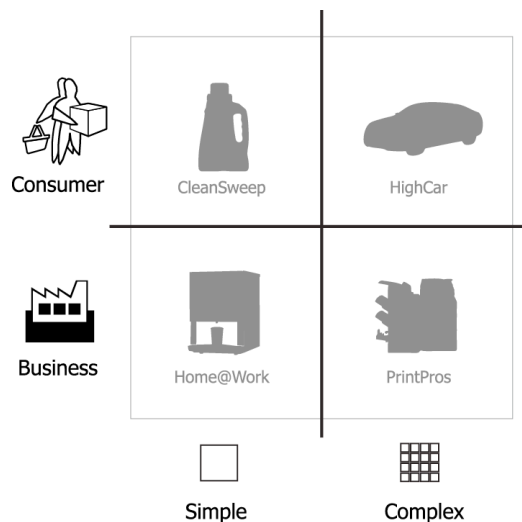 Consumer
CleanSweep
HighCar
Business
Home@Work
PrintPros
Simple
Complex